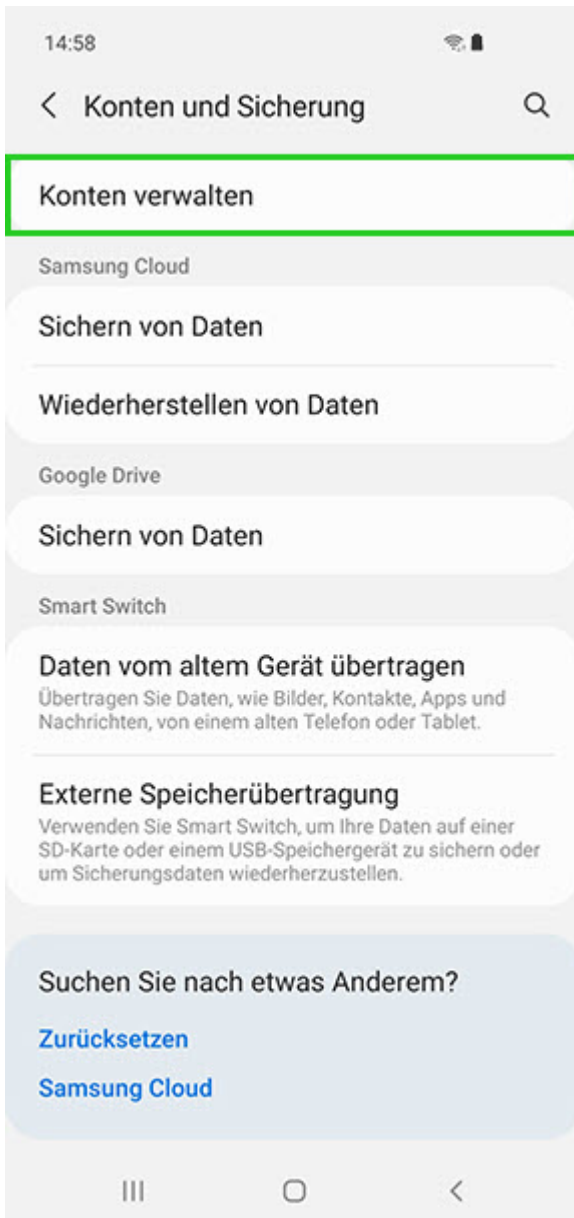 14:58
Konten und Sicherung
Konten verwalten
Samsung Cloud
Sichern von Daten
Wiederherstellen von Daten
Google Drive
Sichern von Daten
Smart Switch
Daten vom altem Gerät übertragen
Übertragen Sie Daten, wie Bilder, Kontakte, Apps und
Nachrichten, von einem alten Telefon oder Tablet.
Externe Speicherübertragung
Verwenden Sie Smart Switch, um Ihre Daten auf einer
SD-Karte oder einem USB-Speichergerät zu sichern oder
um Sicherungsdaten wiederherzustellen.
Suchen Sie nach etwas Anderem?
Zurücksetzen
Samsung Cloud